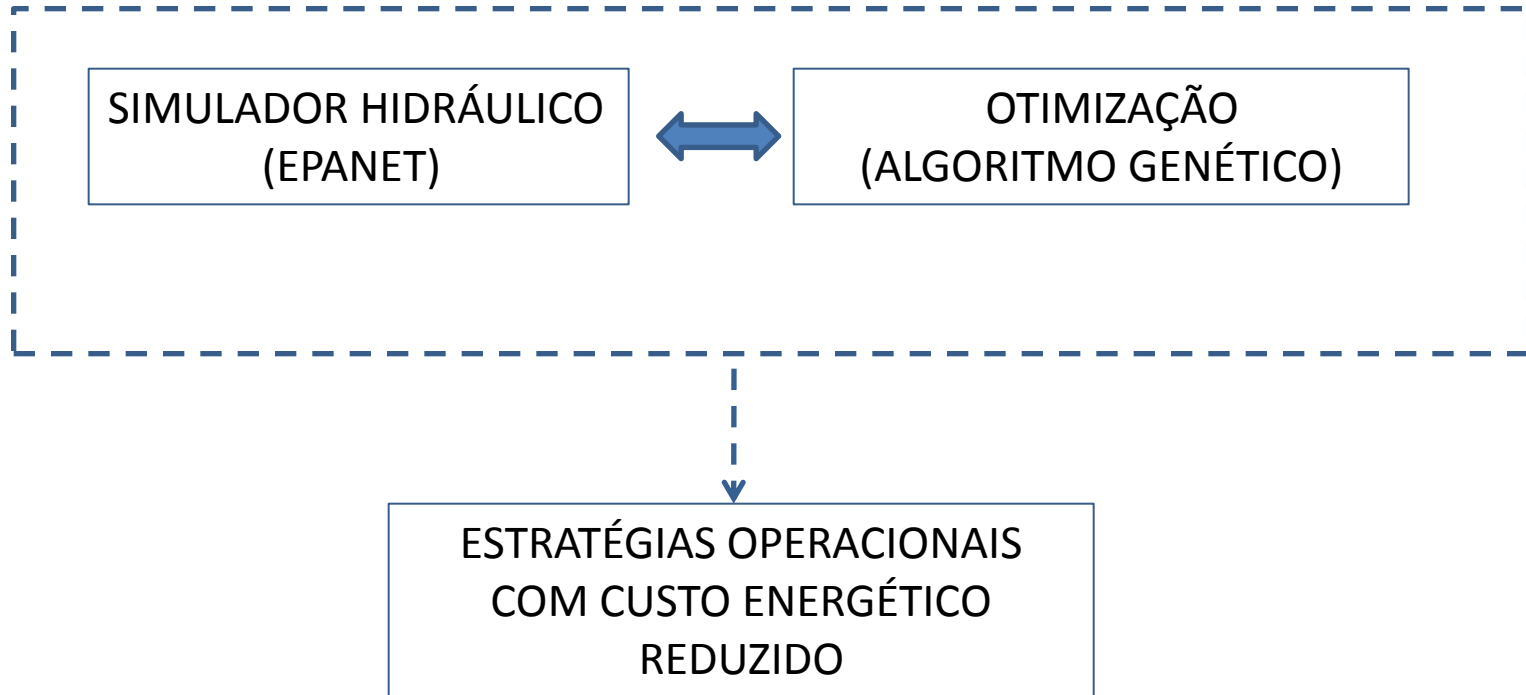 SIMULADOR HIDRÁULICO
(EPANET)
OTIMIZAÇÃO
(ALGORITMO GENÉTICO)
ESTRATÉGIAS OPERACIONAIS
COM CUSTO ENERGÉTICO
REDUZIDO